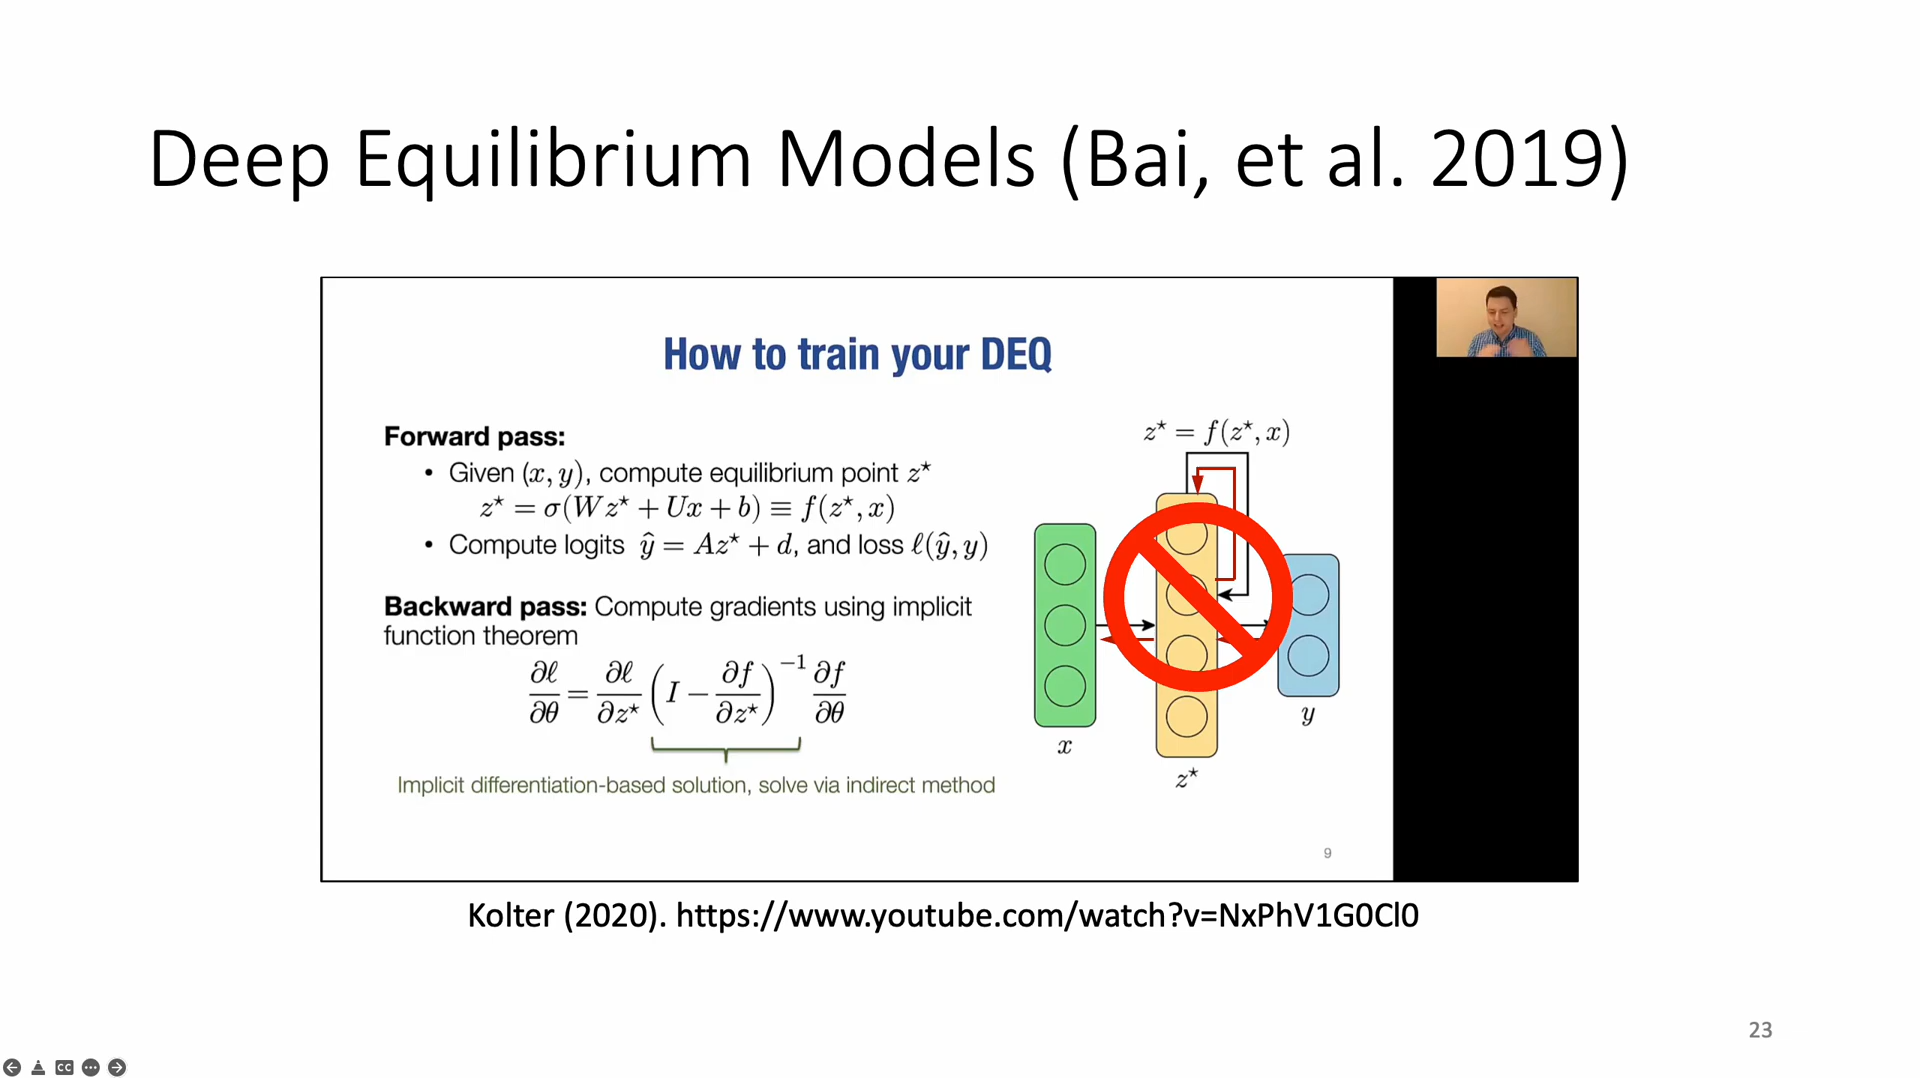 Deep Equilibrium Models (Bai, et al. 2019)
How to train your DEQ
Forward pass:
• Given (x, y), compute equilibrium point z⋆
z⋆ = σ(Wz⋆ + Ux + b) ≡ f(z⋆, x)
• Compute logits ŷ = Az⋆ + d, and loss ℓ(ŷ, y)
Backward pass: Compute gradients using implicit
function theorem
∂ℓ/∂θ = ∂ℓ/∂z⋆ (I − ∂f/∂z⋆)⁻¹ ∂f/∂θ
Implicit differentiation-based solution, solve via indirect method
z⋆ = f(z⋆, x)
x
z⋆
y
9
Kolter (2020). https://www.youtube.com/watch?v=NxPhV1G0Cl0
23
CC